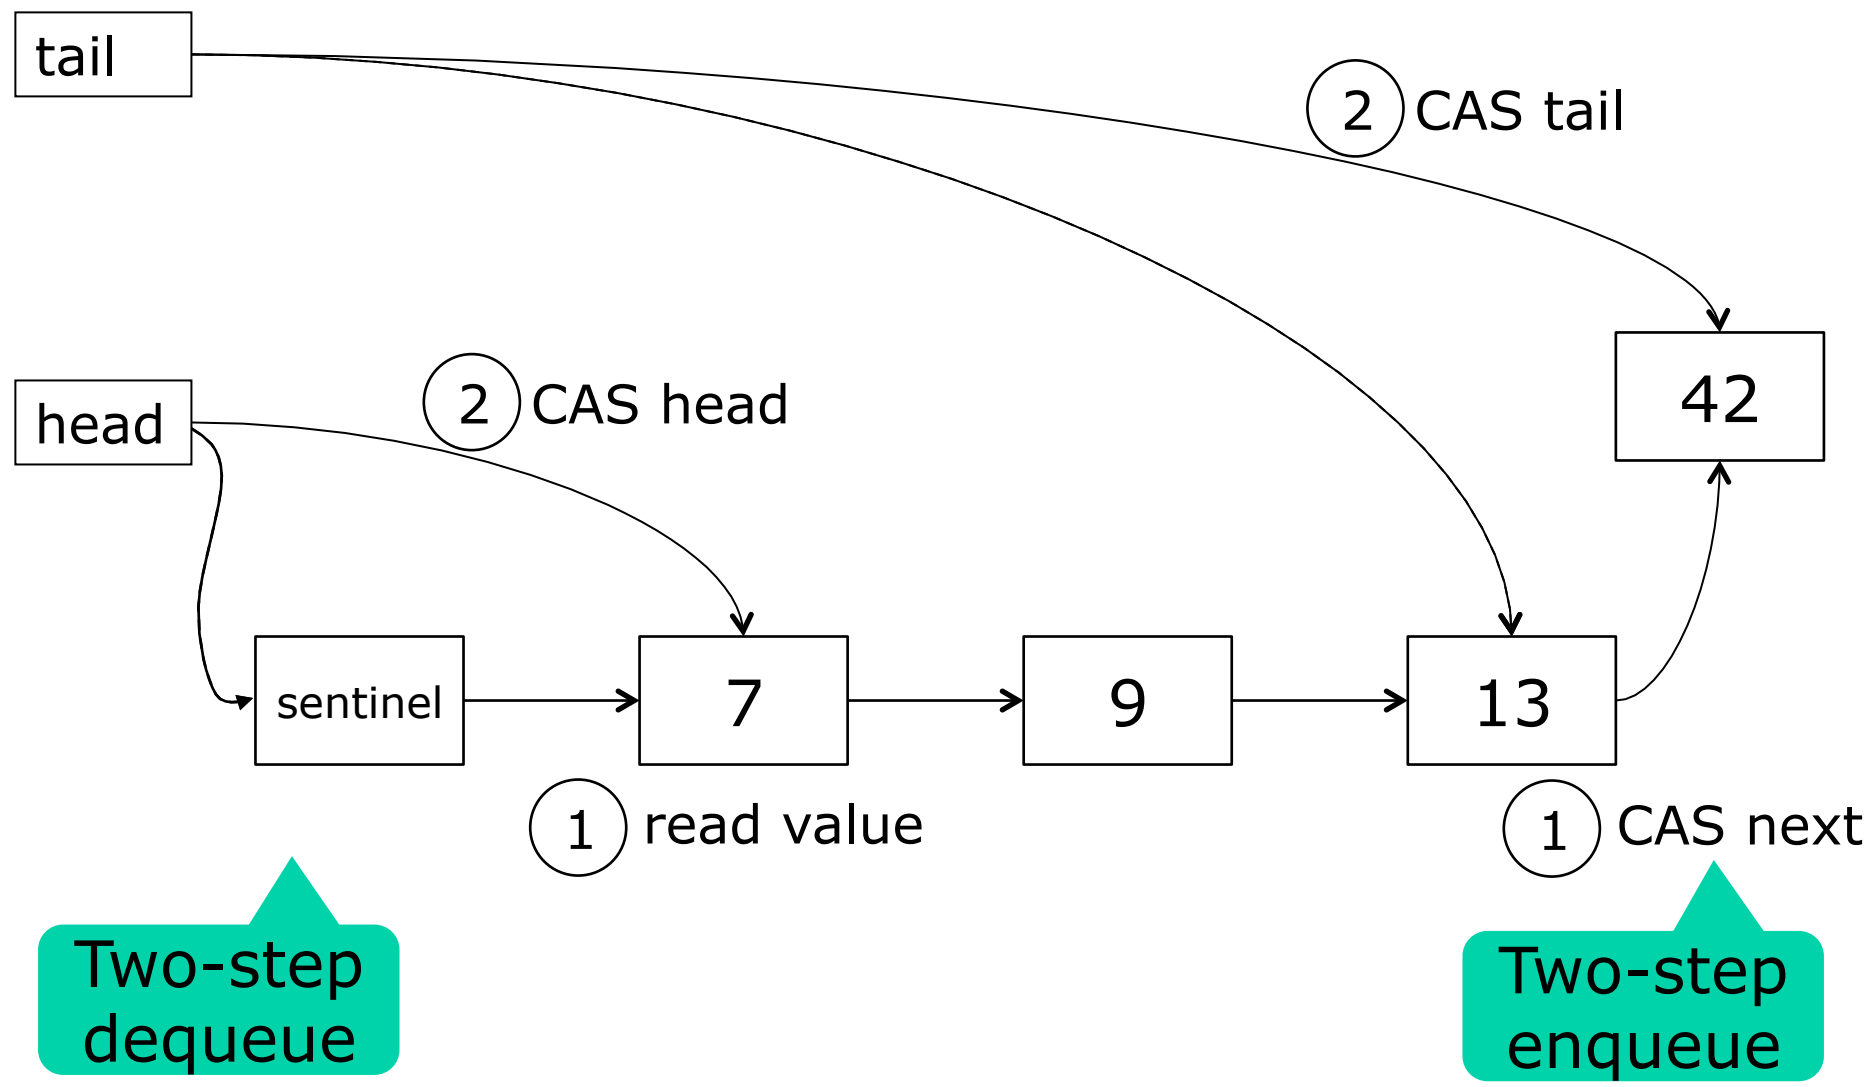 tail
2 CAS tail
head
2 CAS head
42
sentinel
7
9
13
1 read value
1 CAS next
Two-step
dequeue
Two-step
enqueue